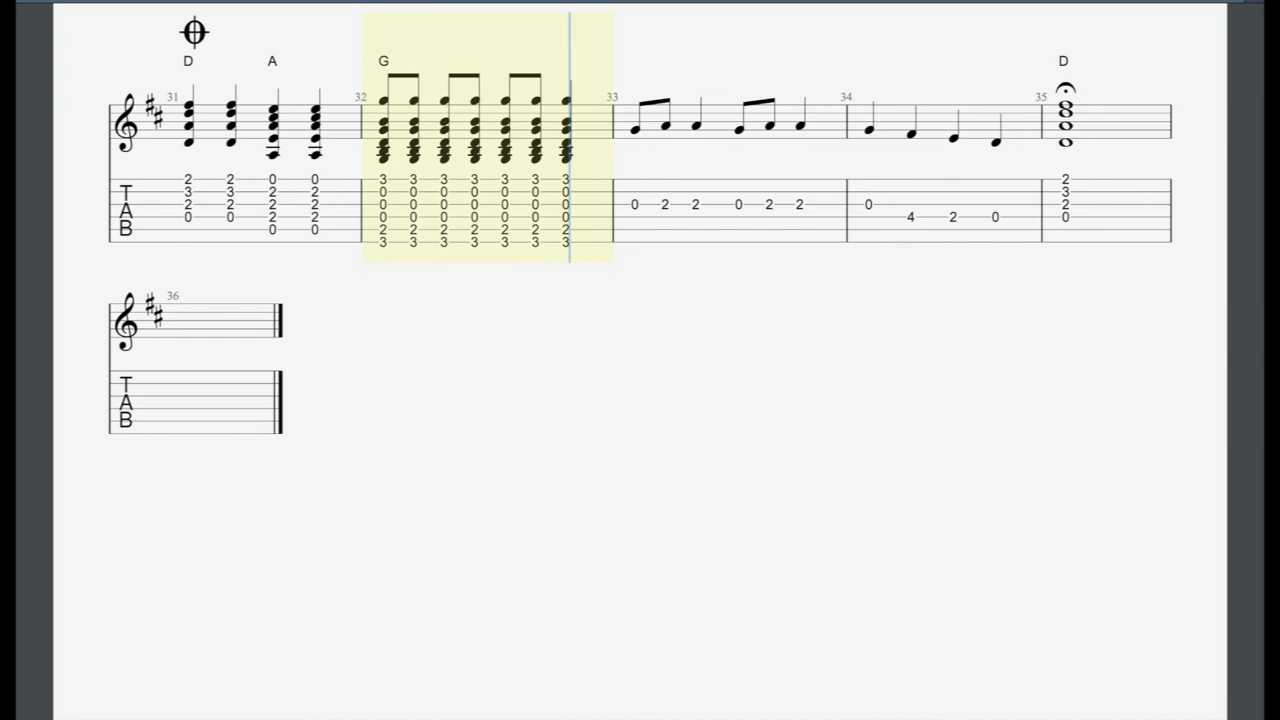 D A G D
31 32 33 34 35
2 2 0 0 3 3 3 3 3 3 3 2
3 3 2 2 0 0 0 0 0 0 0 3
2 2 2 2 0 0 0 0 0 0 0 0 2 2 0 2 2 0 2
0 0 2 2 0 0 0 0 0 0 0 4 2 0 0
0 0 2 2 2 2 2 2 2
3 3 3 3 3 3 3
T
A
B
36
T
A
B